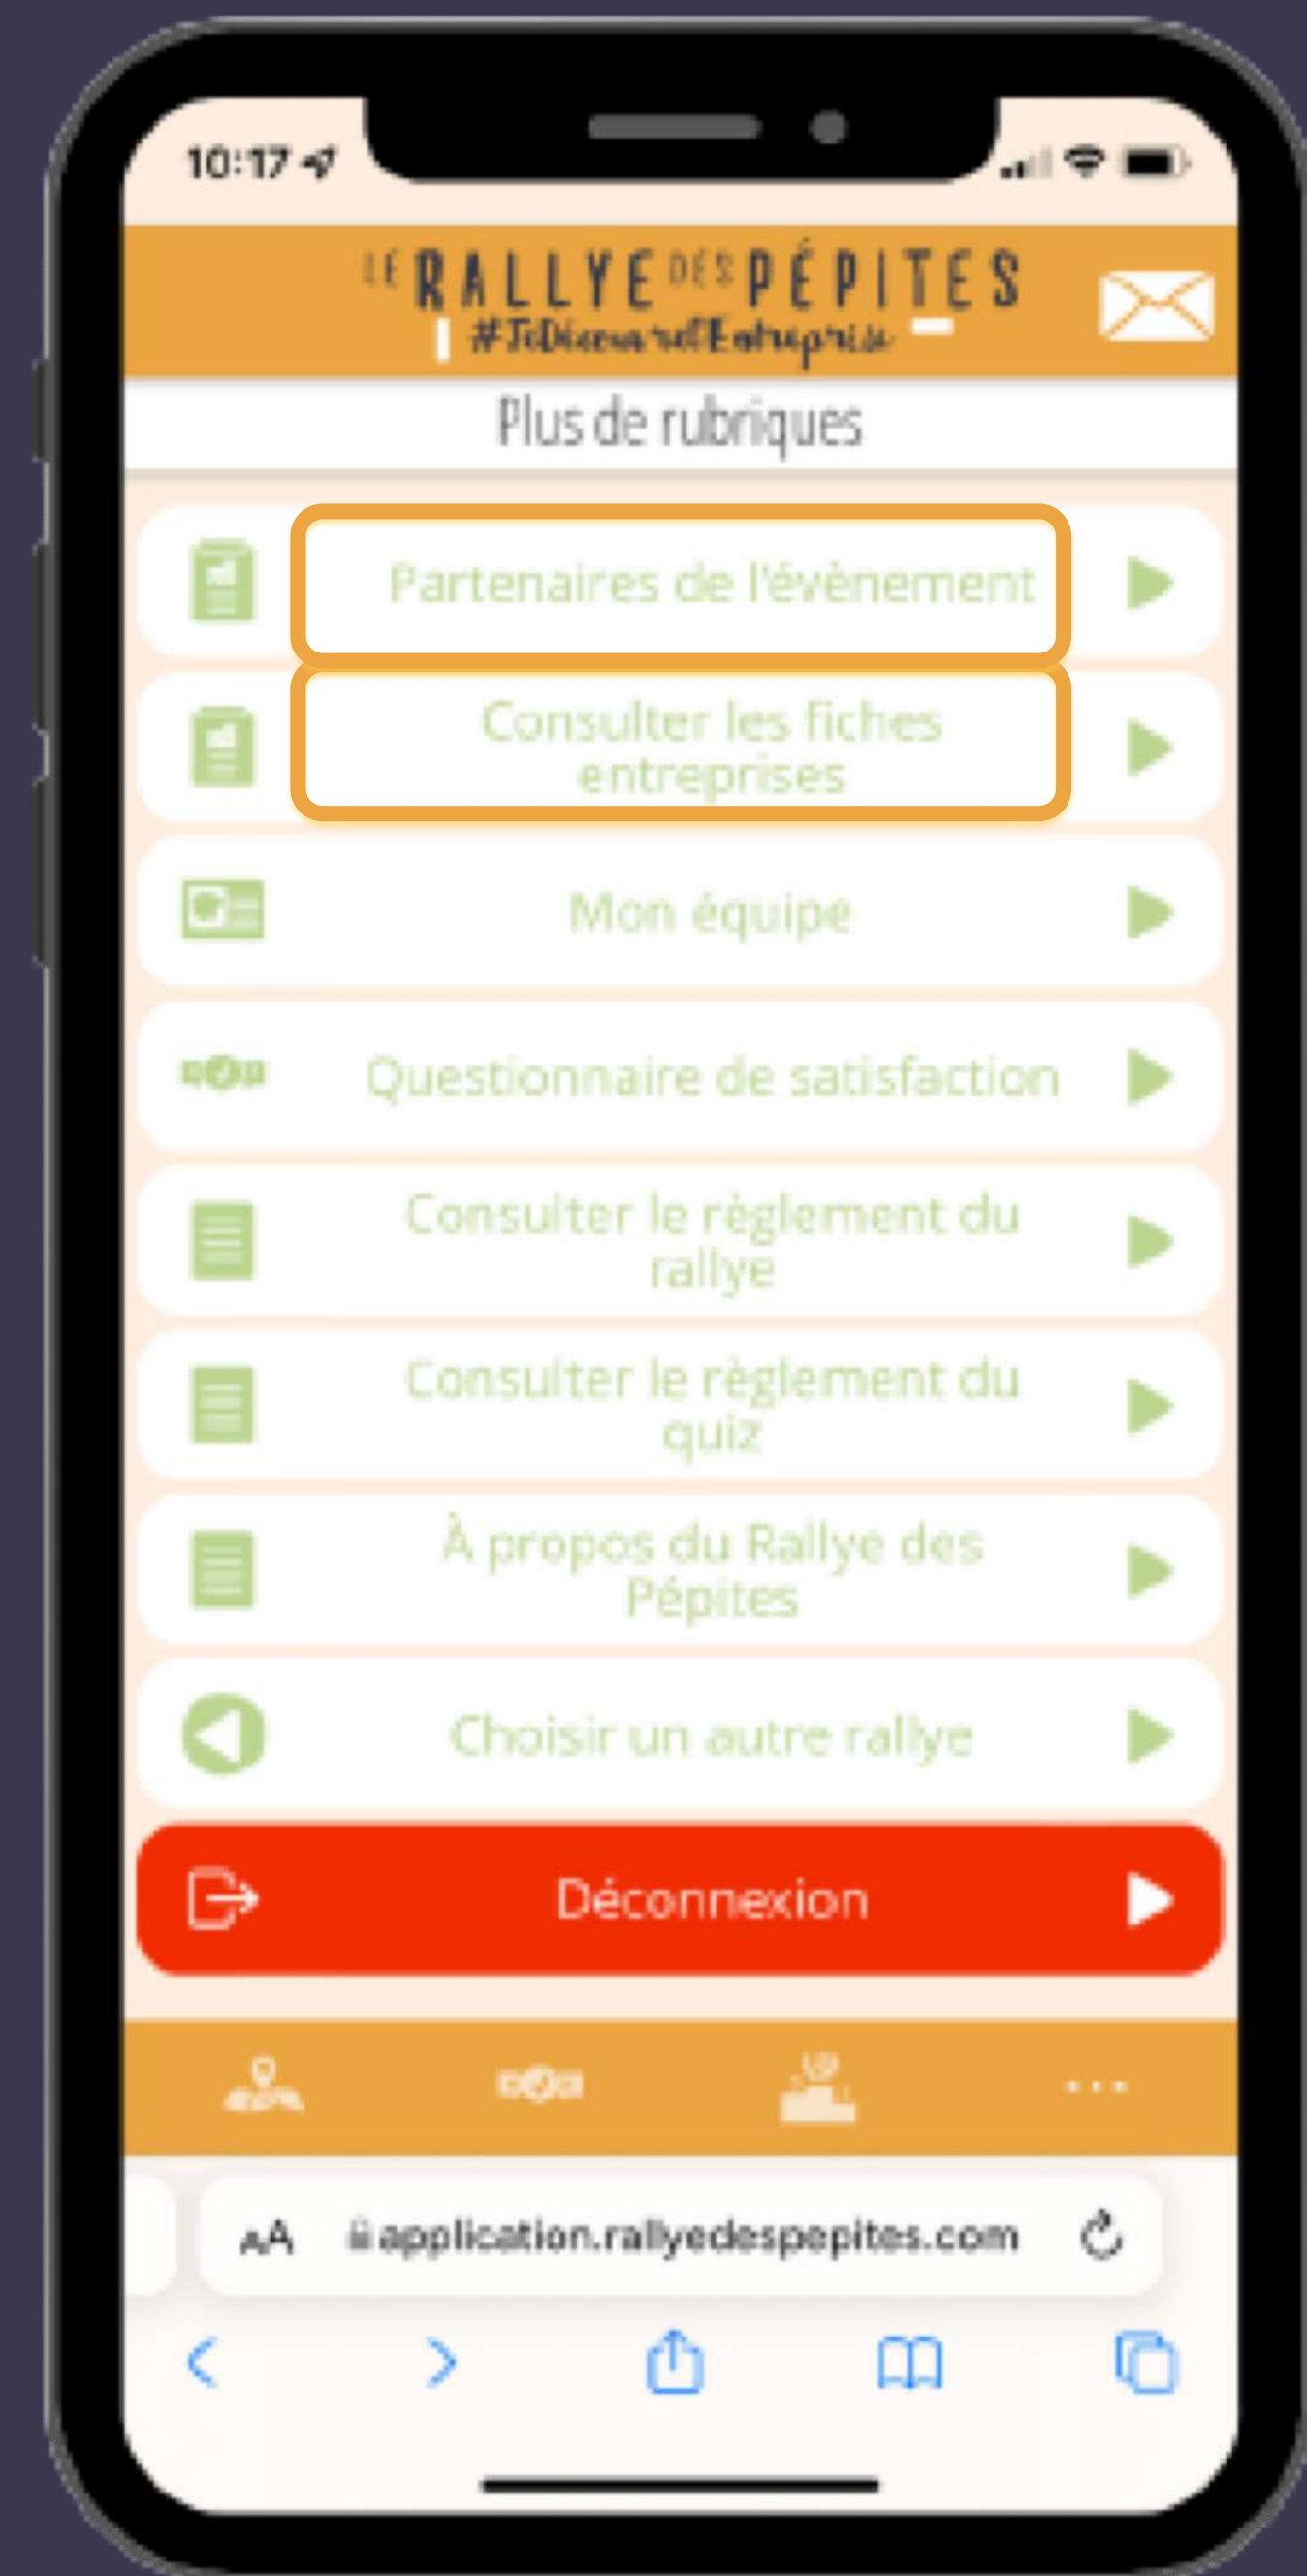 10:17
LE RALLYE DES PÉPITES
#JeDécouvrel'Entreprise
Plus de rubriques
Partenaires de l'évènement
Consulter les fiches
entreprises
Mon équipe
Questionnaire de satisfaction
Consulter le règlement du
rallye
Consulter le règlement du
quiz
À propos du Rallye des
Pépites
Choisir un autre rallye
Déconnexion
AA application.rallyedespepites.com